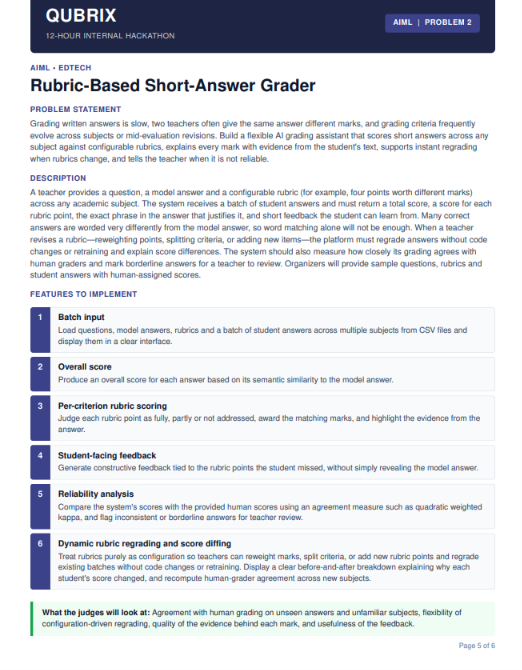 QUBRIX
12-HOUR INTERNAL HACKATHON
AIML | PROBLEM 2
AIML • EDTECH
Rubric-Based Short-Answer Grader
PROBLEM STATEMENT
Grading written answers is slow, two teachers often give the same answer different marks, and grading criteria frequently
evolve across subjects or mid-evaluation revisions. Build a flexible AI grading assistant that scores short answers across any
subject against configurable rubrics, explains every mark with evidence from the student's text, supports instant regrading
when rubrics change, and tells the teacher when it is not reliable.
DESCRIPTION
A teacher provides a question, a model answer and a configurable rubric (for example, four points worth different marks)
across any academic subject. The system receives a batch of student answers and must return a total score, a score for each
rubric point, the exact phrase in the answer that justifies it, and short feedback the student can learn from. Many correct
answers are worded very differently from the model answer, so word matching alone will not be enough. When a teacher
revises a rubric—reweighting points, splitting criteria, or adding new items—the platform must regrade answers without code
changes or retraining and explain score differences. The system should also measure how closely its grading agrees with
human graders and mark borderline answers for a teacher to review. Organizers will provide sample questions, rubrics and
student answers with human-assigned scores.
FEATURES TO IMPLEMENT
1
Batch input
Load questions, model answers, rubrics and a batch of student answers across multiple subjects from CSV files and
display them in a clear interface.
2
Overall score
Produce an overall score for each answer based on its semantic similarity to the model answer.
3
Per-criterion rubric scoring
Judge each rubric point as fully, partly or not addressed, award the matching marks, and highlight the evidence from the
answer.
4
Student-facing feedback
Generate constructive feedback tied to the rubric points the student missed, without simply revealing the model answer.
5
Reliability analysis
Compare the system's scores with the provided human scores using an agreement measure such as quadratic weighted
kappa, and flag inconsistent or borderline answers for teacher review.
6
Dynamic rubric regrading and score diffing
Treat rubrics purely as configuration so teachers can reweight marks, split criteria, or add new rubric points and regrade
existing batches without code changes or retraining. Display a clear before-and-after breakdown explaining why each
student's score changed, and recompute human-grader agreement across new subjects.
What the judges will look at: Agreement with human grading on unseen answers and unfamiliar subjects, flexibility of
configuration-driven regrading, quality of the evidence behind each mark, and usefulness of the feedback.
Page 5 of 6